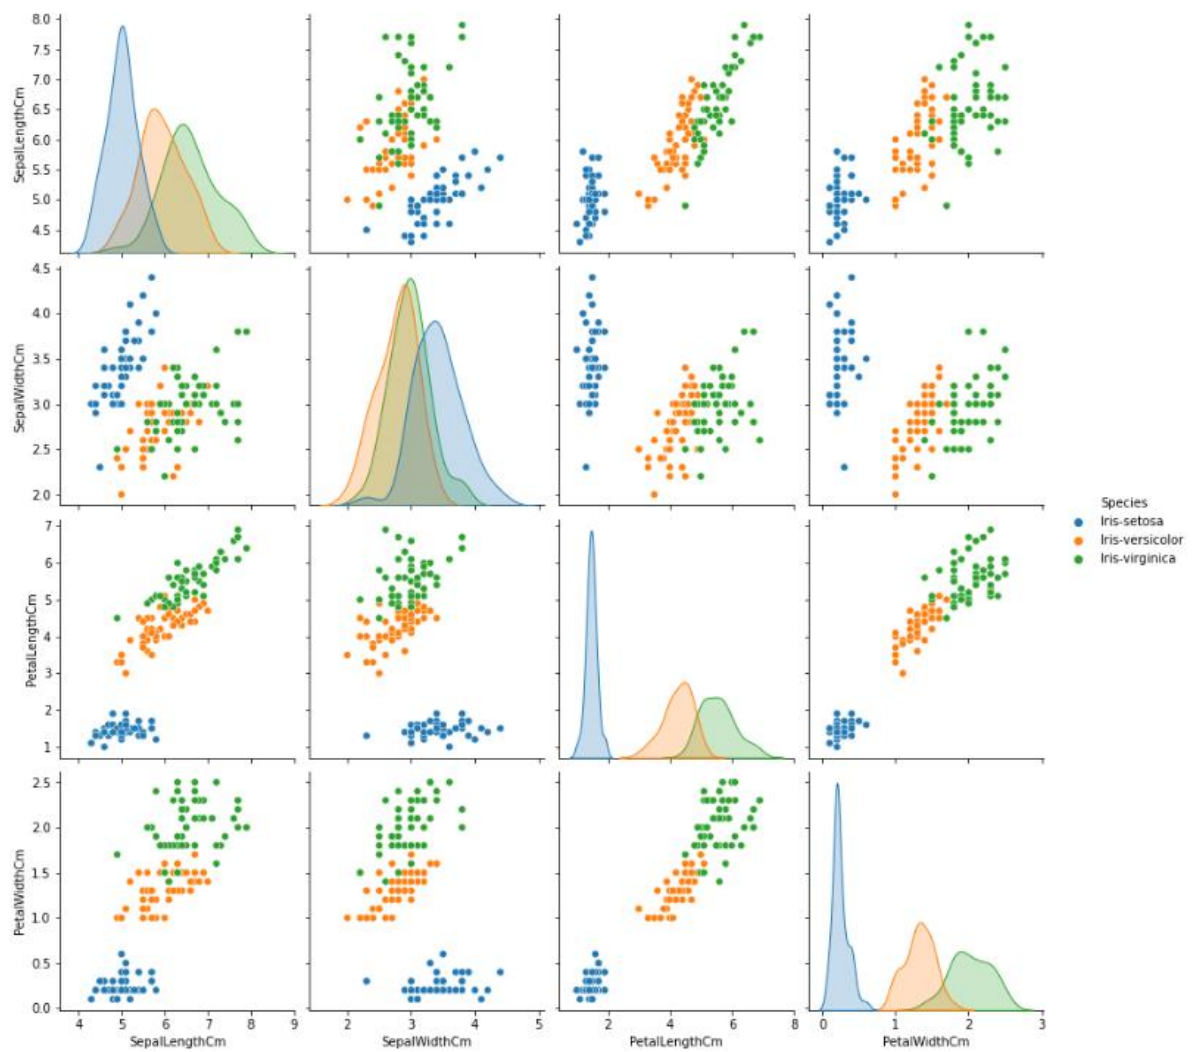 SepalLengthCm
8.0
7.5
7.0
6.5
6.0
5.5
5.0
4.5
SepalWidthCm
4.5
4.0
3.5
3.0
2.5
2.0
Species
Iris-setosa
Iris-versicolor
Iris-virginica
PetalLengthCm
7
6
5
4
3
2
1
PetalWidthCm
2.5
2.0
1.5
1.0
0.5
0.0
4 5 6 7 8 9
2 3 4 5
2 4 6 8
0 1 2 3
SepalLengthCm
SepalWidthCm
PetalLengthCm
PetalWidthCm